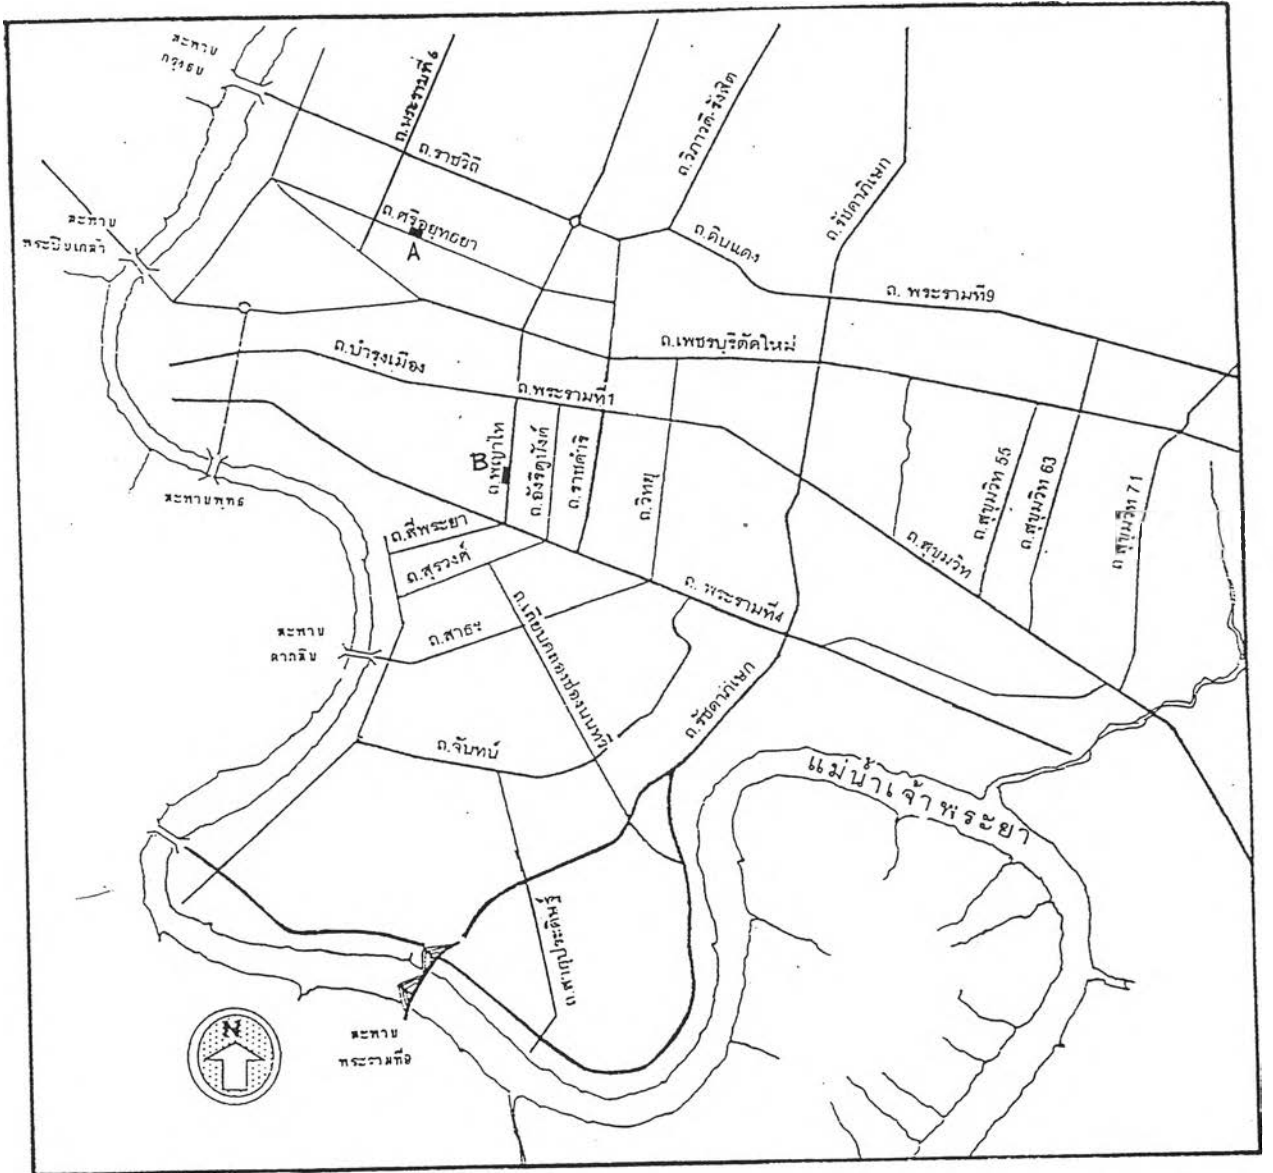 สะพาน
กรุงธน
ถ.พระรามที่ 6
ถ.ราชวิถี
ถ.วิภาวดี-รังสิต
ถ.รัชดาภิเษก
สะพาน
พระปิ่นเกล้า
ถ.ศรีอยุทธยา
A
ถ.ดินแดง
ถ. พระรามที่9
ถ.บำรุงเมือง
ถ.เพชรบุรีตัดใหม่
ถ.พระรามที่1
B
ถ.พญาไท
ถ.อังรีดูนังต์
ถ.ราชดำริ
ถ.วิทยุ
ถ.สุขุมวิท 55
ถ.สุขุมวิท 63
ถ.สุขุมวิท 71
สะพานพุทธ
ถ.สี่พระยา
ถ.สุรวงค์
ถ.สุขุมวิท
ถ. พระรามที่4
สะพาน
ตากสิน
ถ.สาธร
ถ.เลียบคลองช่องนนทรี
ถ.รัชดาภิเษก
ถ.จันทน์
แม่น้ำเจ้าพระยา
ถ.สาธุประดิษฐ์
N
สะพาน
พระรามที่9